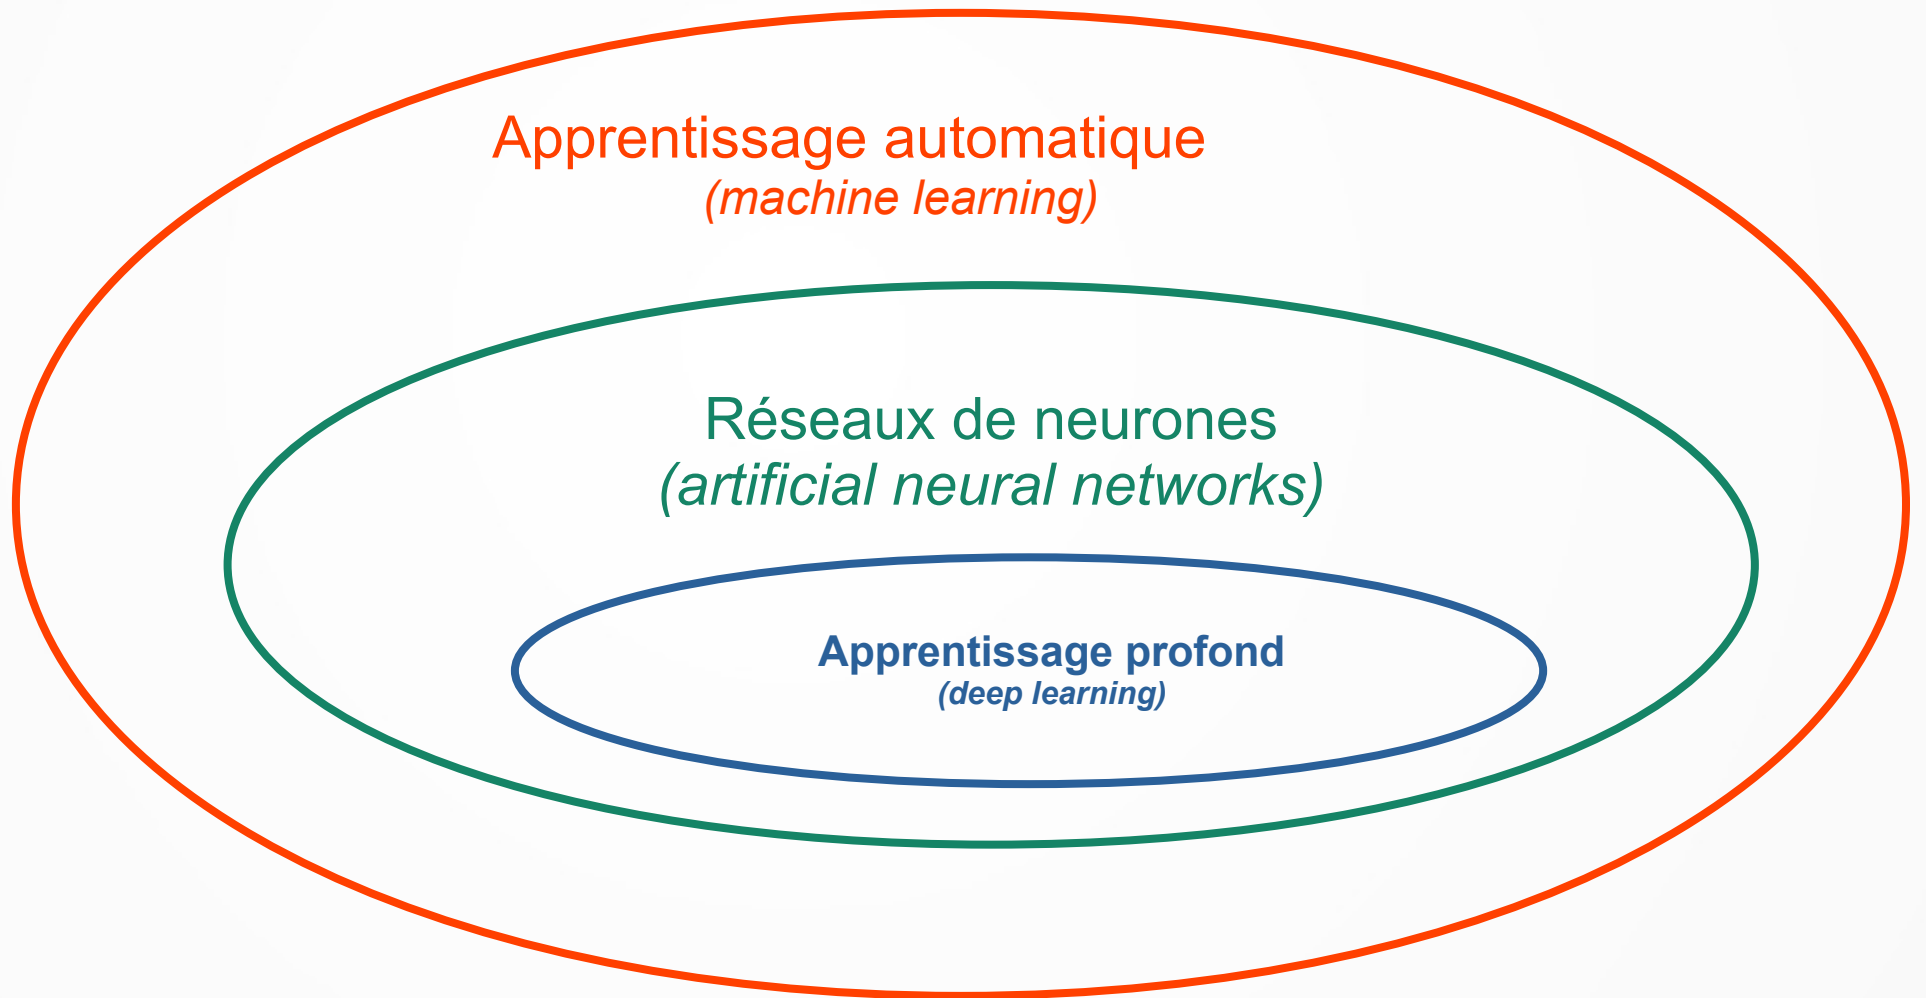 Apprentissage automatique
(machine learning)
Réseaux de neurones
(artificial neural networks)
Apprentissage profond
(deep learning)